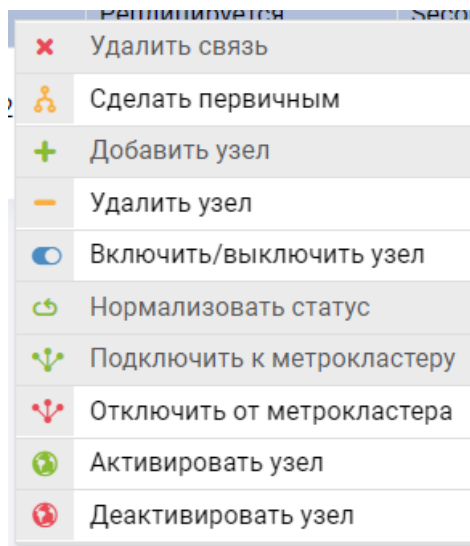 Реплицируется
Удалить связь
Сделать первичным
Добавить узел
Удалить узел
Включить/выключить узел
Нормализовать статус
Подключить к метрокластеру
Отключить от метрокластера
Активировать узел
Деактивировать узел